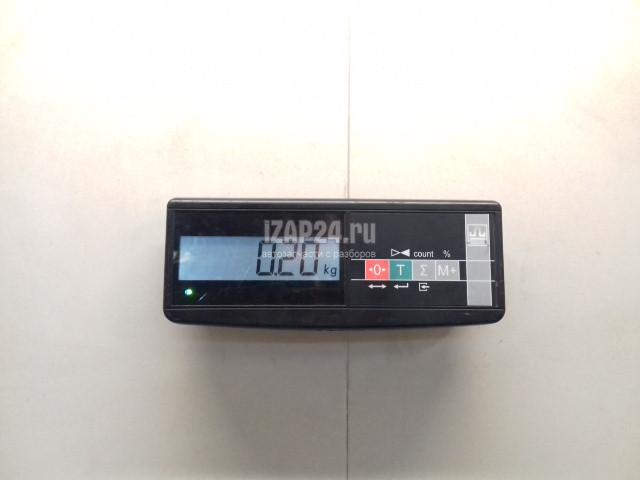 IZAP24.ru
автозапчасти с разборов
0.20 kg
count %
0 T Σ M+